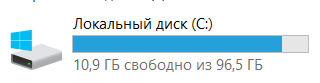 Локальный диск (C:)
10,9 ГБ свободно из 96,5 ГБ